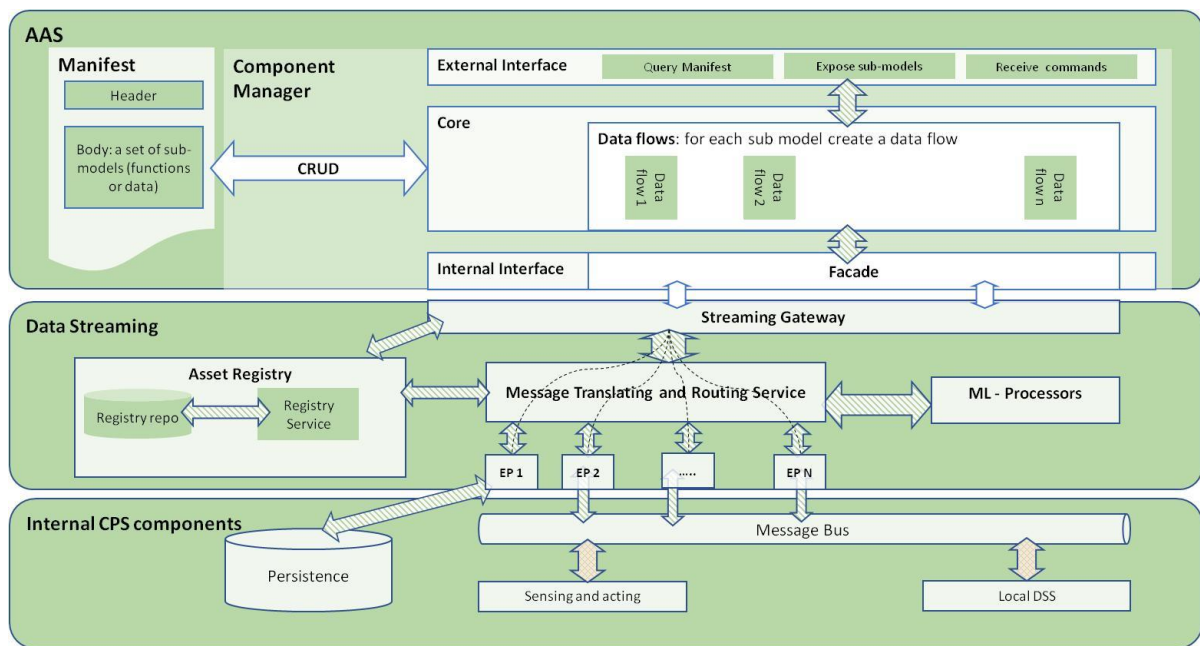 AAS
Manifest
Header
Body: a set of sub-
models (functions
or data)
Component
Manager
CRUD
External Interface
Query Manifest
Expose sub-models
Receive commands
Core
Data flows: for each sub model create a data flow
Data
flow 1
Data
flow 2
Data
flow n
Internal Interface
Facade
Data Streaming
Streaming Gateway
Asset Registry
Registry repo
Registry
Service
Message Translating and Routing Service
ML - Processors
EP 1
EP 2
.....
EP N
Internal CPS components
Persistence
Message Bus
Sensing and acting
Local DSS